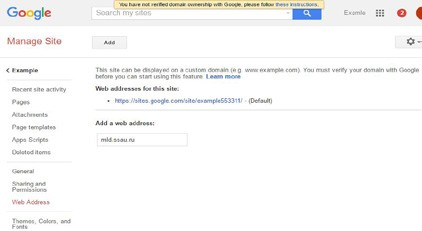 You have not verified domain ownership with Google, please follow these instructions.
Google
Search my sites
Examle
2
Manage Site
Add
Example
This site can be displayed on a custom domain (e.g. www.example.com). You must verify your domain with Google
before you can start using this feature. Learn more
Recent site activity
Web addresses for this site:
Pages
https://sites.google.com/site/example553311/ - (Default)
Attachments
Page templates
Add a web address:
Apps Scripts
mld.ssau.ru
Deleted items
General
Sharing and
Permissions
Web Address
Themes, Colors, and
Fonts